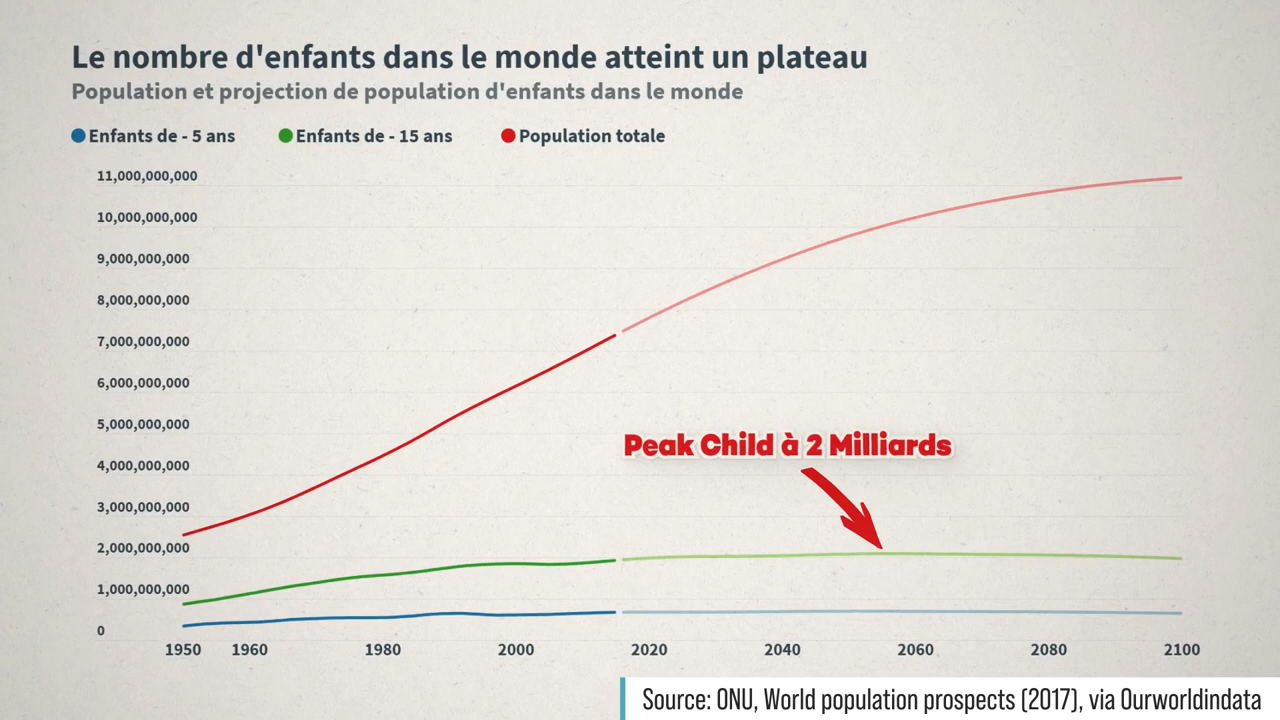 Le nombre d'enfants dans le monde atteint un plateau
Population et projection de population d'enfants dans le monde
Enfants de - 5 ans
Enfants de - 15 ans
Population totale
11,000,000,000
10,000,000,000
9,000,000,000
8,000,000,000
7,000,000,000
6,000,000,000
5,000,000,000
4,000,000,000
3,000,000,000
2,000,000,000
1,000,000,000
0
Peak Child à 2 Milliards
1950 1960 1980 2000 2020 2040 2060 2080 2100
Source: ONU, World population prospects (2017), via Ourworldindata